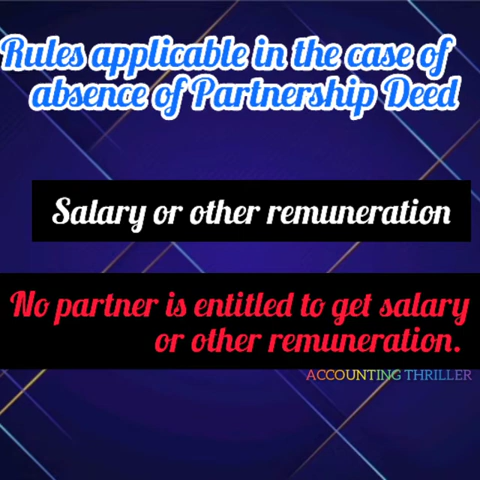 Rules applicable in the case of
absence of Partnership Deed
Salary or other remuneration
No partner is entitled to get salary
or other remuneration.
ACCOUNTING THRILLER